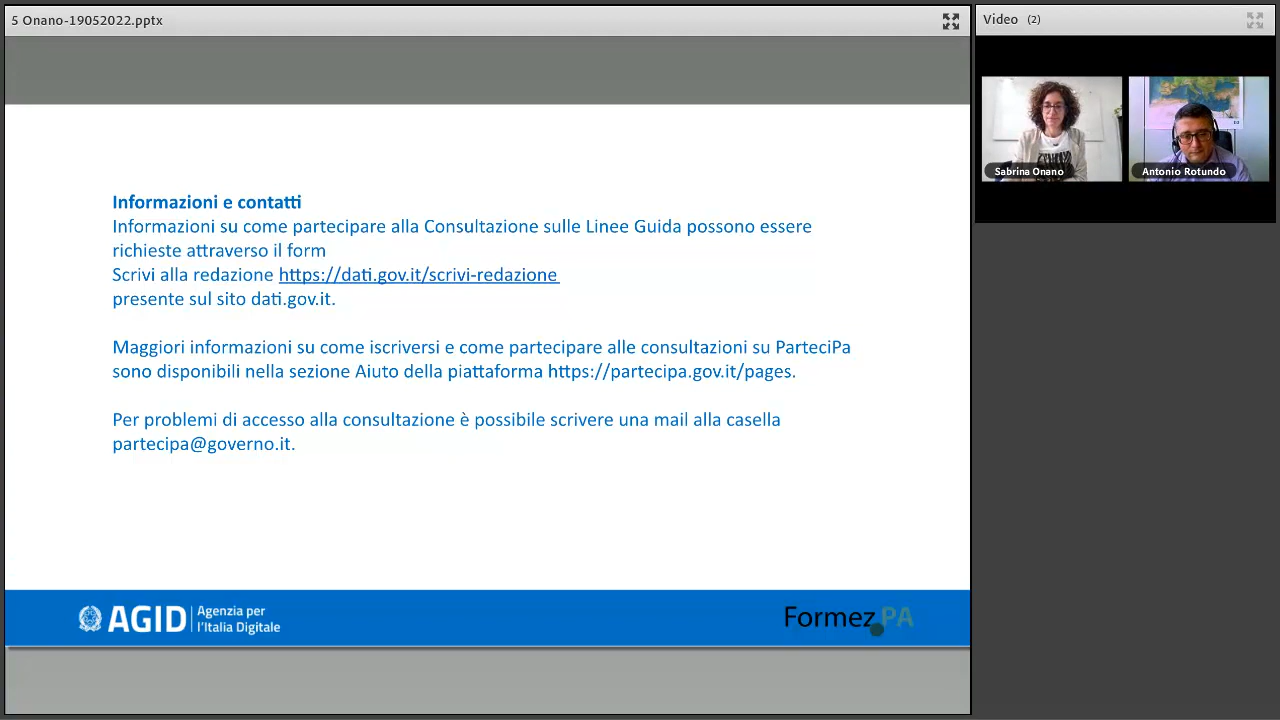 5 Onano-19052022.pptx
Video (2)
Sabrina Onano
Antonio Rotundo
Informazioni e contatti
Informazioni su come partecipare alla Consultazione sulle Linee Guida possono essere
richieste attraverso il form
Scrivi alla redazione https://dati.gov.it/scrivi-redazione
presente sul sito dati.gov.it.
Maggiori informazioni su come iscriversi e come partecipare alle consultazioni su ParteciPa
sono disponibili nella sezione Aiuto della piattaforma https://partecipa.gov.it/pages.
Per problemi di accesso alla consultazione è possibile scrivere una mail alla casella
partecipa@governo.it.
AGID
Agenzia per
l'Italia Digitale
Formez PA